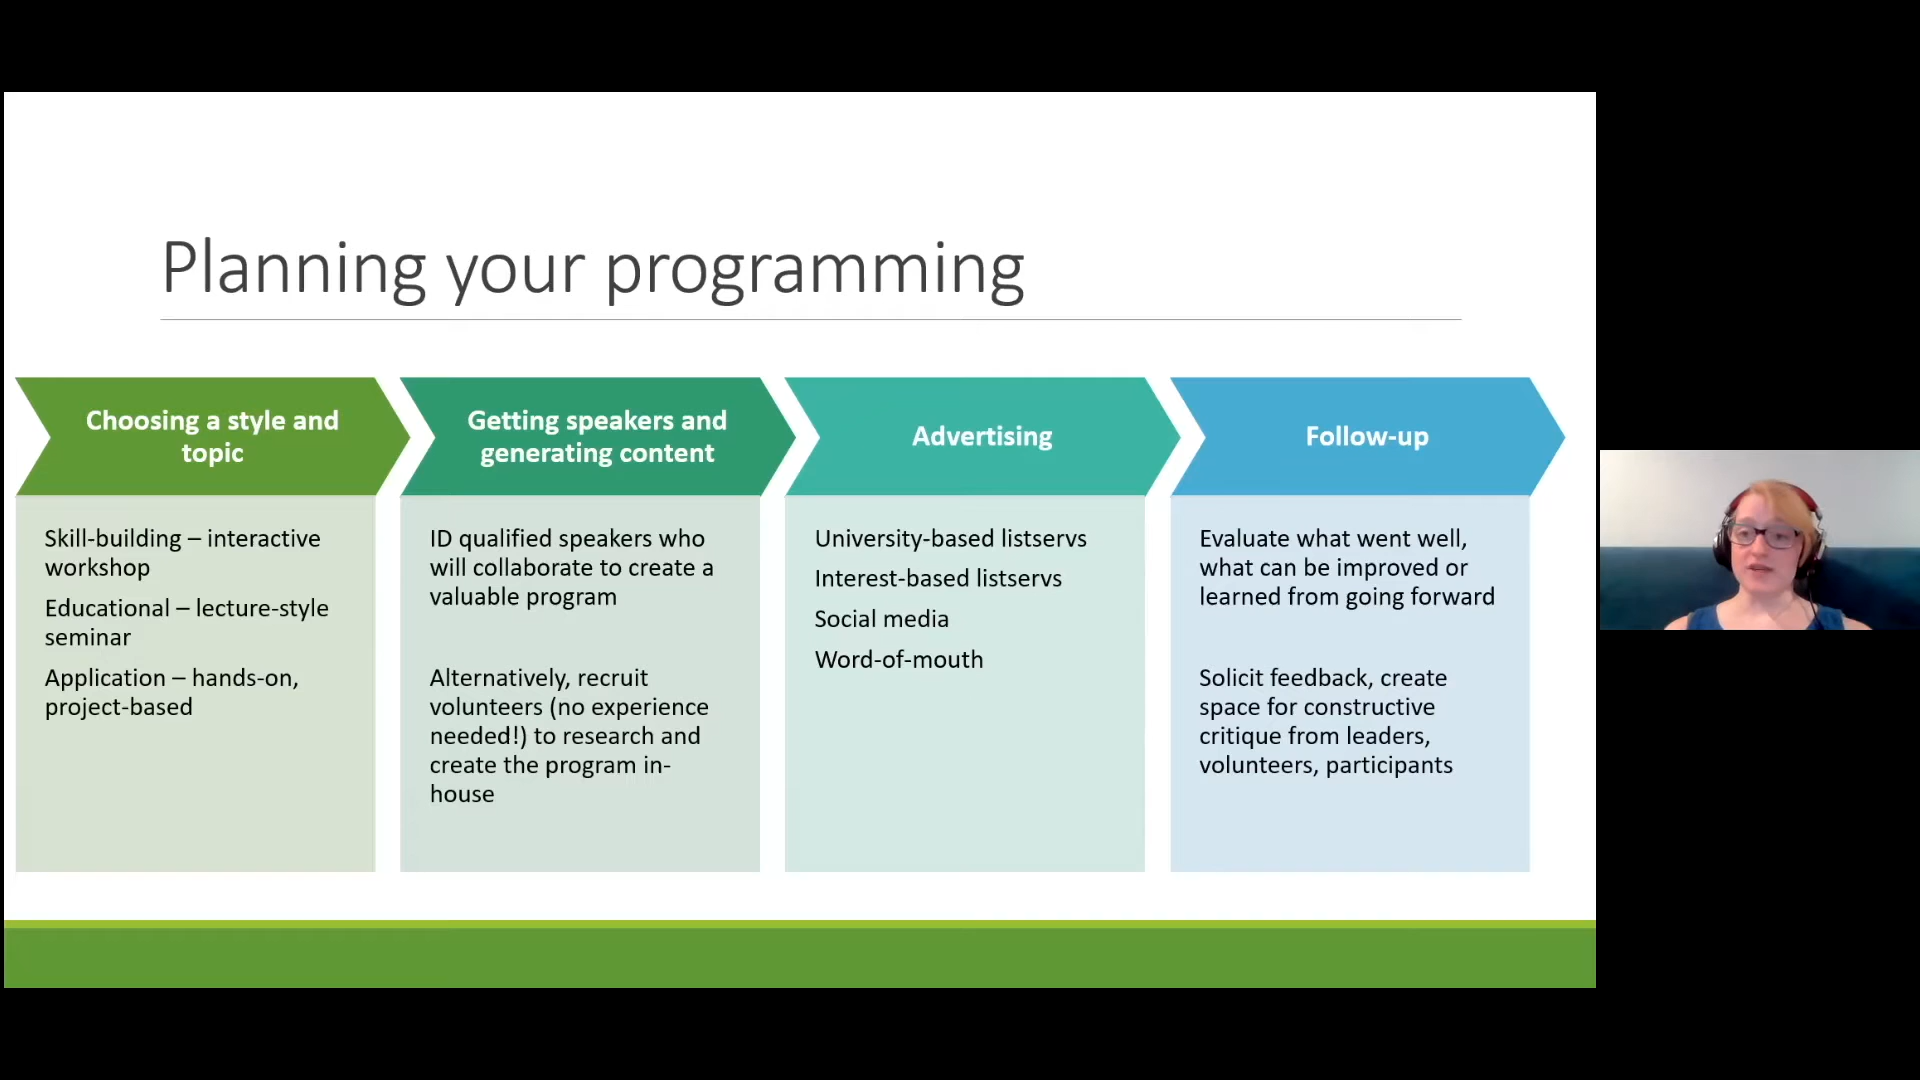 Planning your programming
Choosing a style and
topic
Skill-building – interactive
workshop
Educational – lecture-style
seminar
Application – hands-on,
project-based
Getting speakers and
generating content
ID qualified speakers who
will collaborate to create a
valuable program
Alternatively, recruit
volunteers (no experience
needed!) to research and
create the program in-
house
Advertising
University-based listservs
Interest-based listservs
Social media
Word-of-mouth
Follow-up
Evaluate what went well,
what can be improved or
learned from going forward
Solicit feedback, create
space for constructive
critique from leaders,
volunteers, participants